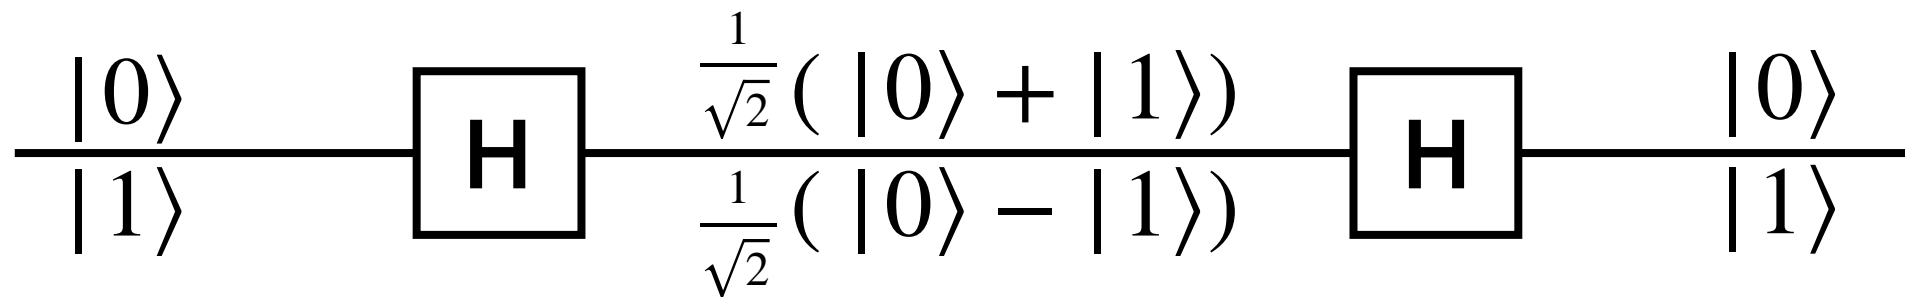 |0⟩ H 1/√2 ( |0⟩ + |1⟩) H |0⟩
|1⟩ 1/√2 ( |0⟩ − |1⟩) |1⟩